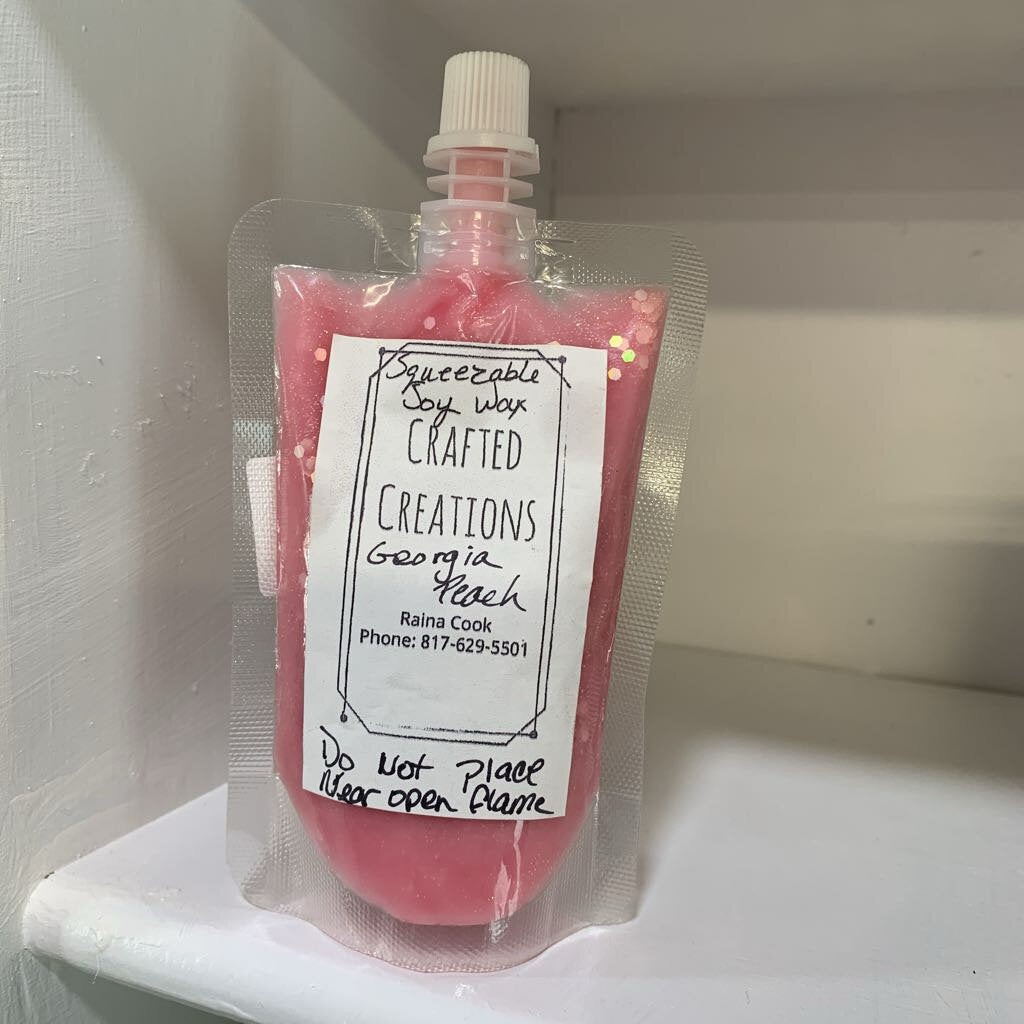 Squeezable
Soy Wax
CRAFTED
CREATIONS
Georgia
Peach
Raina Cook
Phone: 817-629-5501
Do Not Place
Near open flame